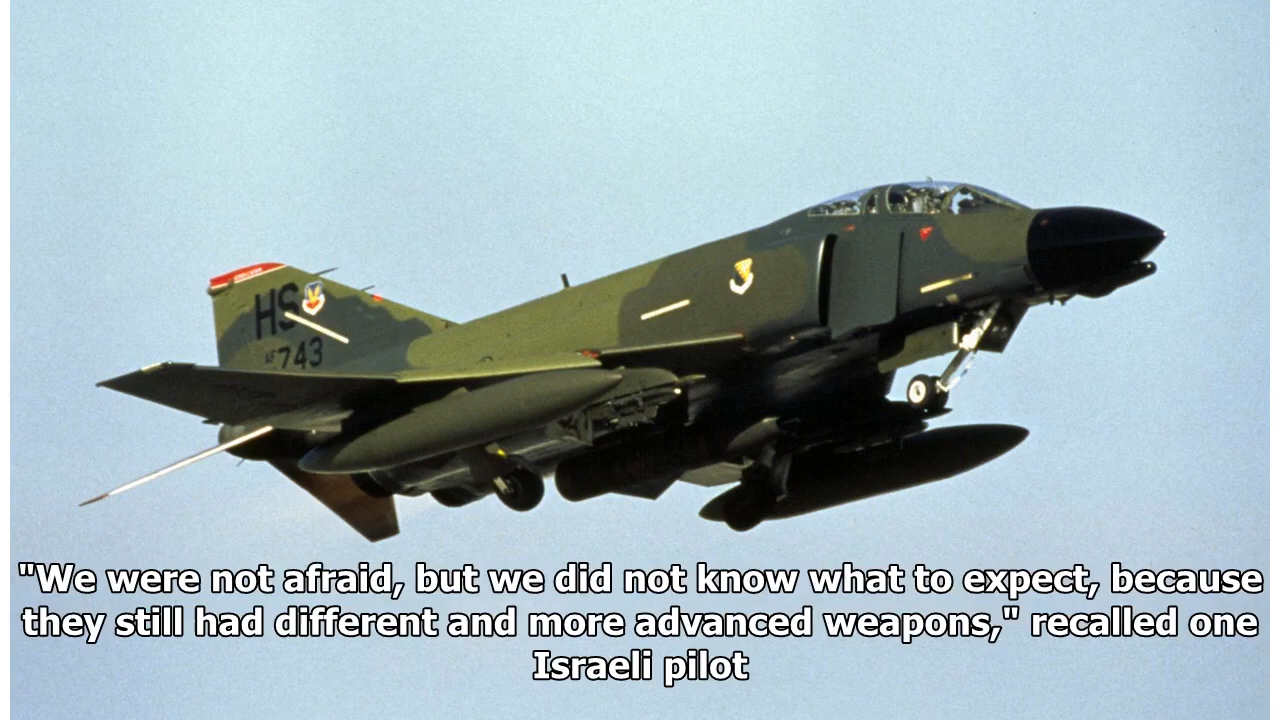 HS
AF 743
"We were not afraid, but we did not know what to expect, because
they still had different and more advanced weapons," recalled one
Israeli pilot